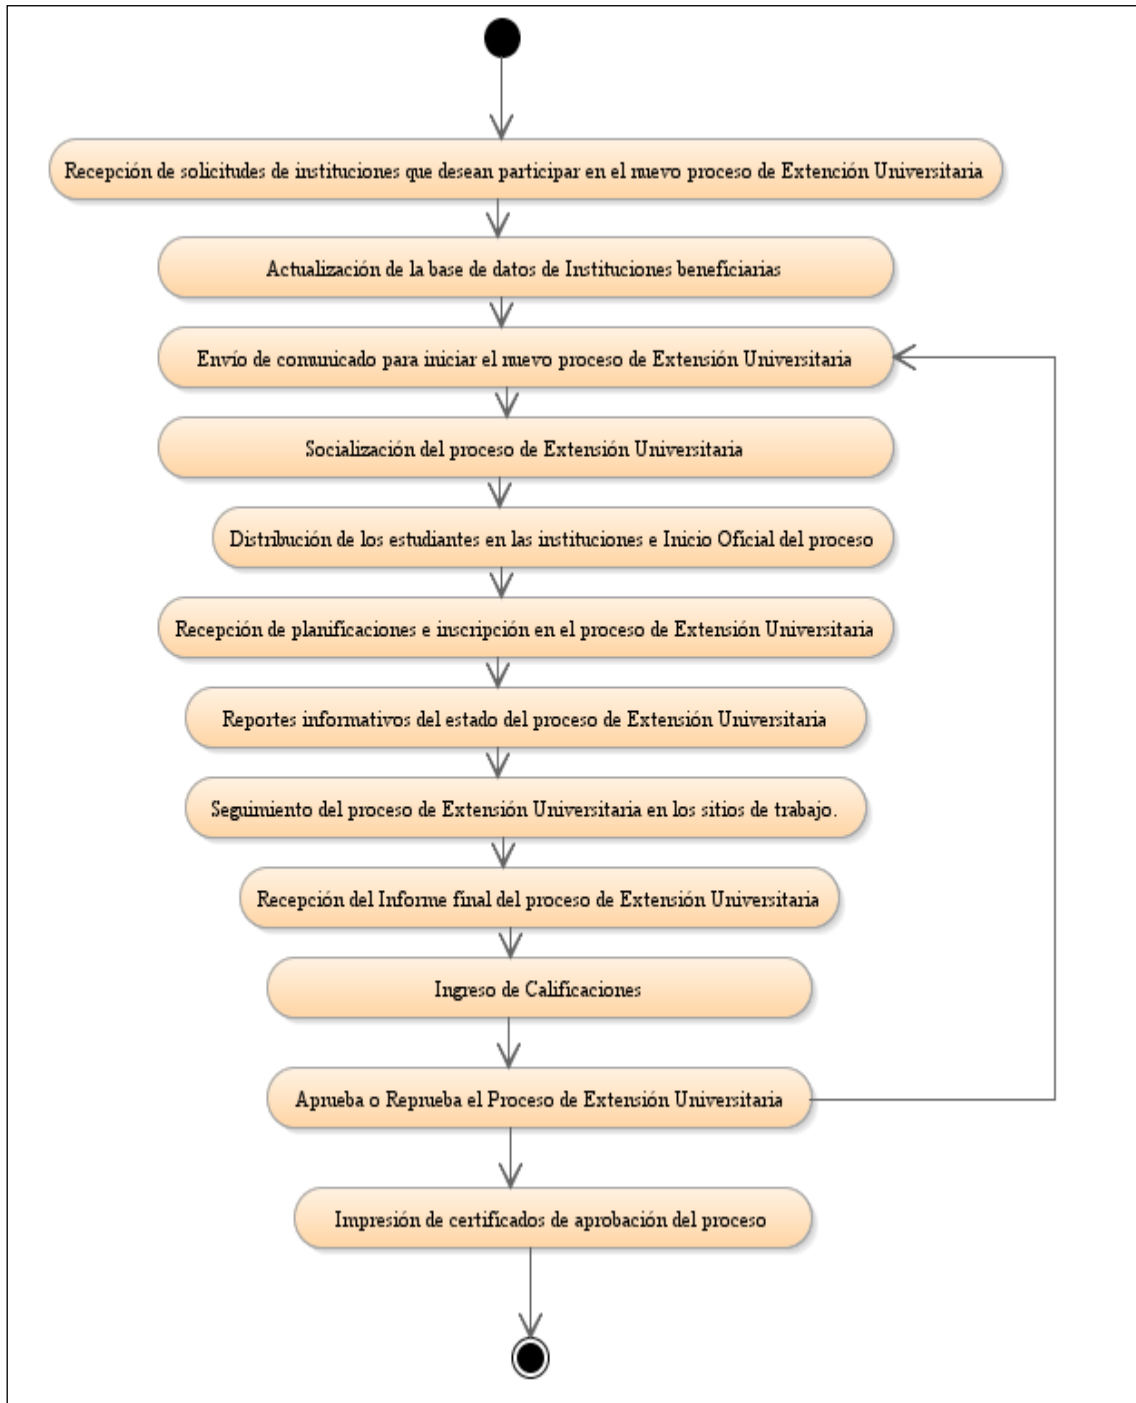 Recepción de solicitudes de instituciones que desean participar en el nuevo proceso de Extención Universitaria
Actualización de la base de datos de Instituciones beneficiarias
Envío de comunicado para iniciar el nuevo proceso de Extensión Universitaria
Socialización del proceso de Extensión Universitaria
Distribución de los estudiantes en las instituciones e Inicio Oficial del proceso
Recepción de planificaciones e inscripción en el proceso de Extensión Universitaria
Reportes informativos del estado del proceso de Extensión Universitaria
Seguimiento del proceso de Extensión Universitaria en los sitios de trabajo.
Recepción del Informe final del proceso de Extensión Universitaria
Ingreso de Calificaciones
Aprueba o Reprueba el Proceso de Extensión Universitaria
Impresión de certificados de aprobación del proceso